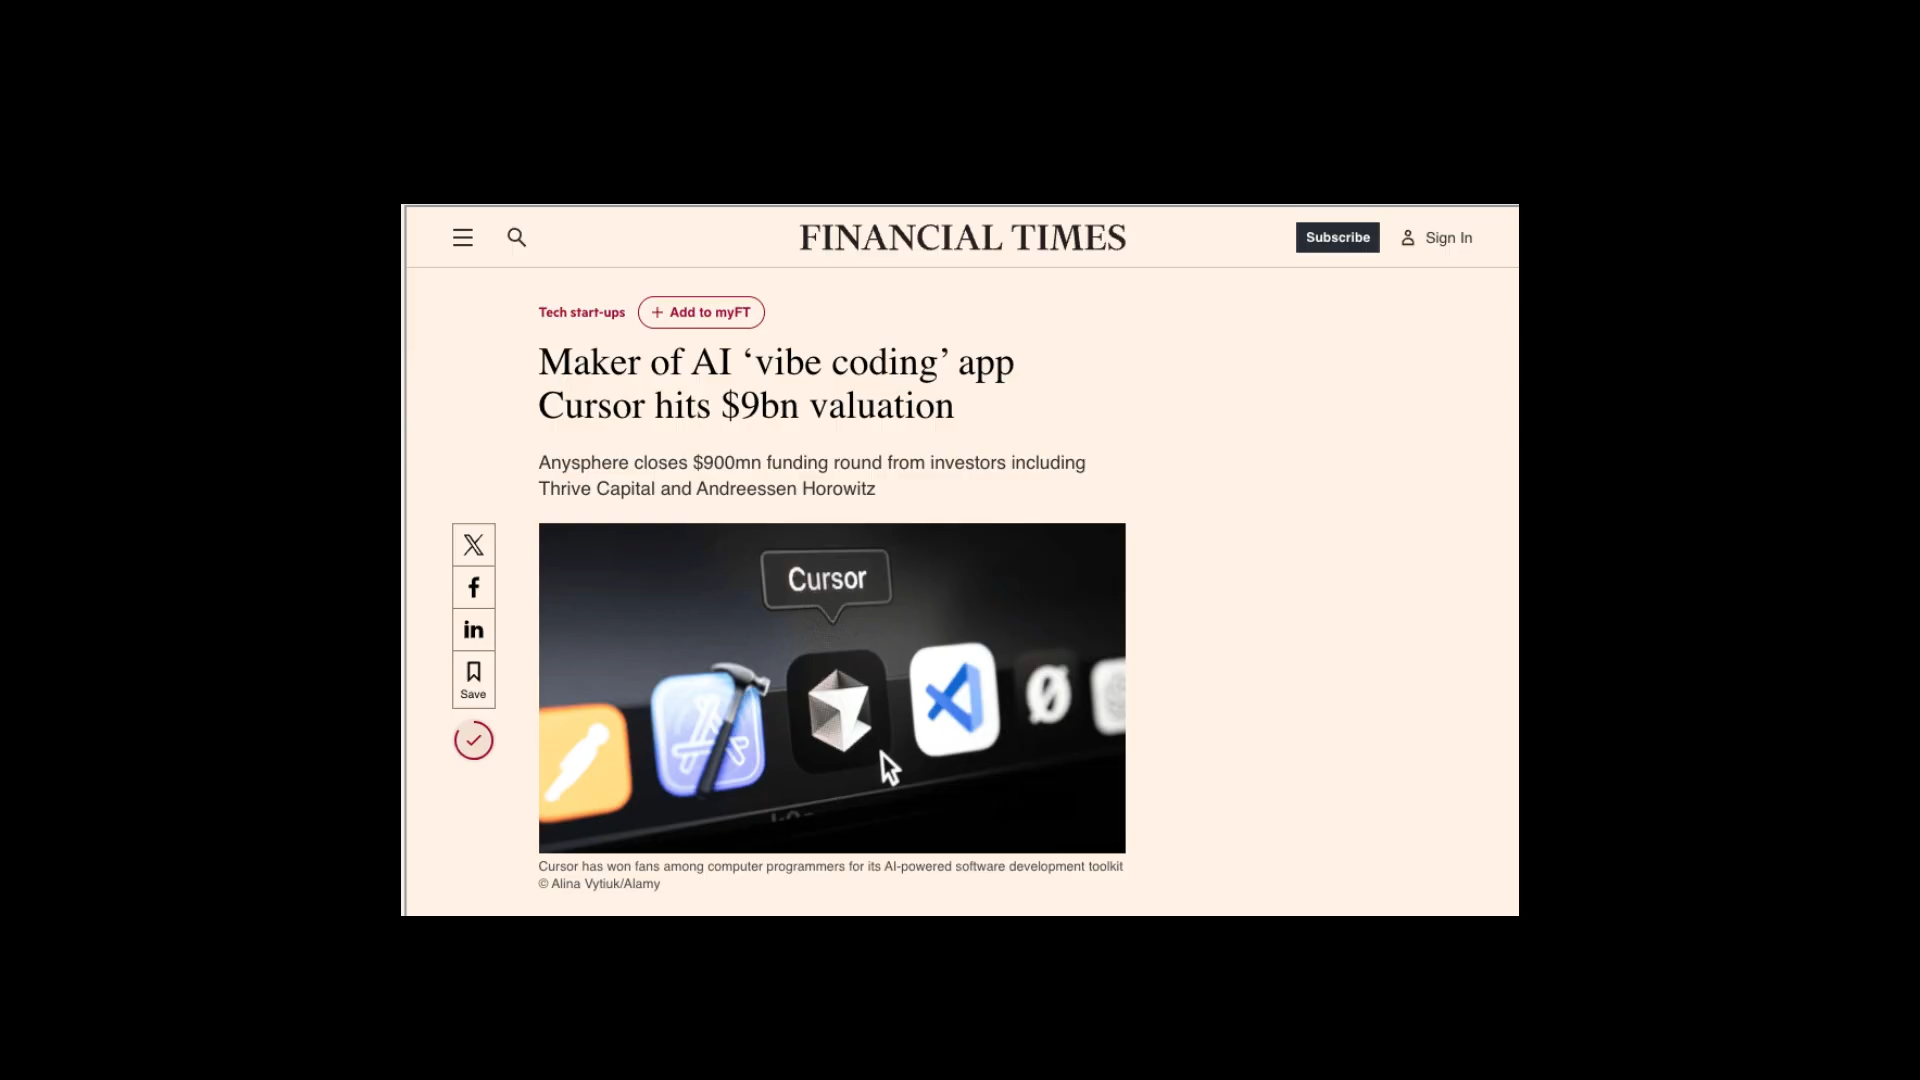 FINANCIAL TIMES
Subscribe
Sign In
Tech start-ups
+ Add to myFT
Maker of AI ‘vibe coding’ app
Cursor hits $9bn valuation
Anysphere closes $900mn funding round from investors including
Thrive Capital and Andreessen Horowitz
Save
Cursor
Cursor has won fans among computer programmers for its AI-powered software development toolkit
© Alina Vytiuk/Alamy